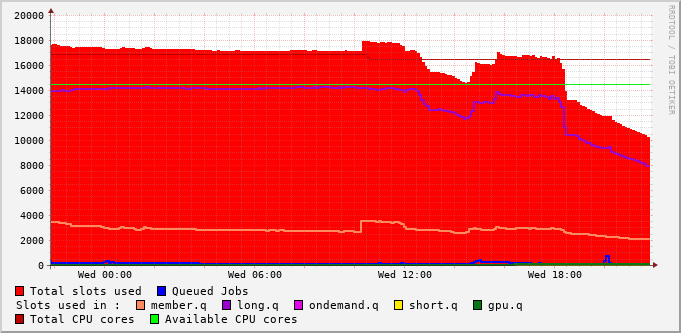 20000
18000
16000
14000
12000
10000
8000
6000
4000
2000
0
Wed 00:00 Wed 06:00 Wed 12:00 Wed 18:00
RRDTOOL / TOBI OETIKER
Total slots used Queued Jobs
Slots used in : member.q long.q ondemand.q short.q gpu.q
Total CPU cores Available CPU cores